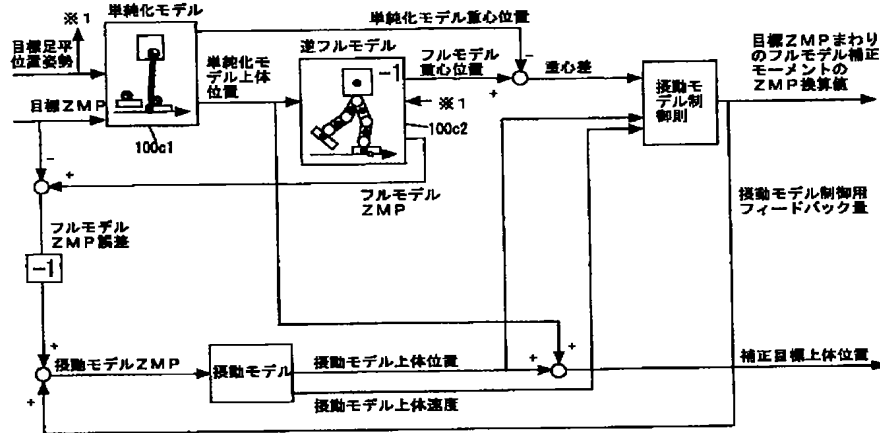 ※1
単純化モデル
単純化モデル重心位置
目標足平
位置姿勢
目標ZMP
100c1
単純化モ
デル上体
位置
逆フルモデル
-1
100c2
フルモデル
重心位置
※1
-
+
重心差
摂動モ
デル制
御則
目標ZMPまわり
のフルモデル補正
モーメントの
ZMP換算値
フルモデル
ZMP
-
+
摂動モデル制御用
フィードバック量
フルモデル
ZMP誤差
-1
+
摂動モデルZMP
+
摂動モデル
摂動モデル上体位置
+
+
補正目標上体位置
摂動モデル上体速度